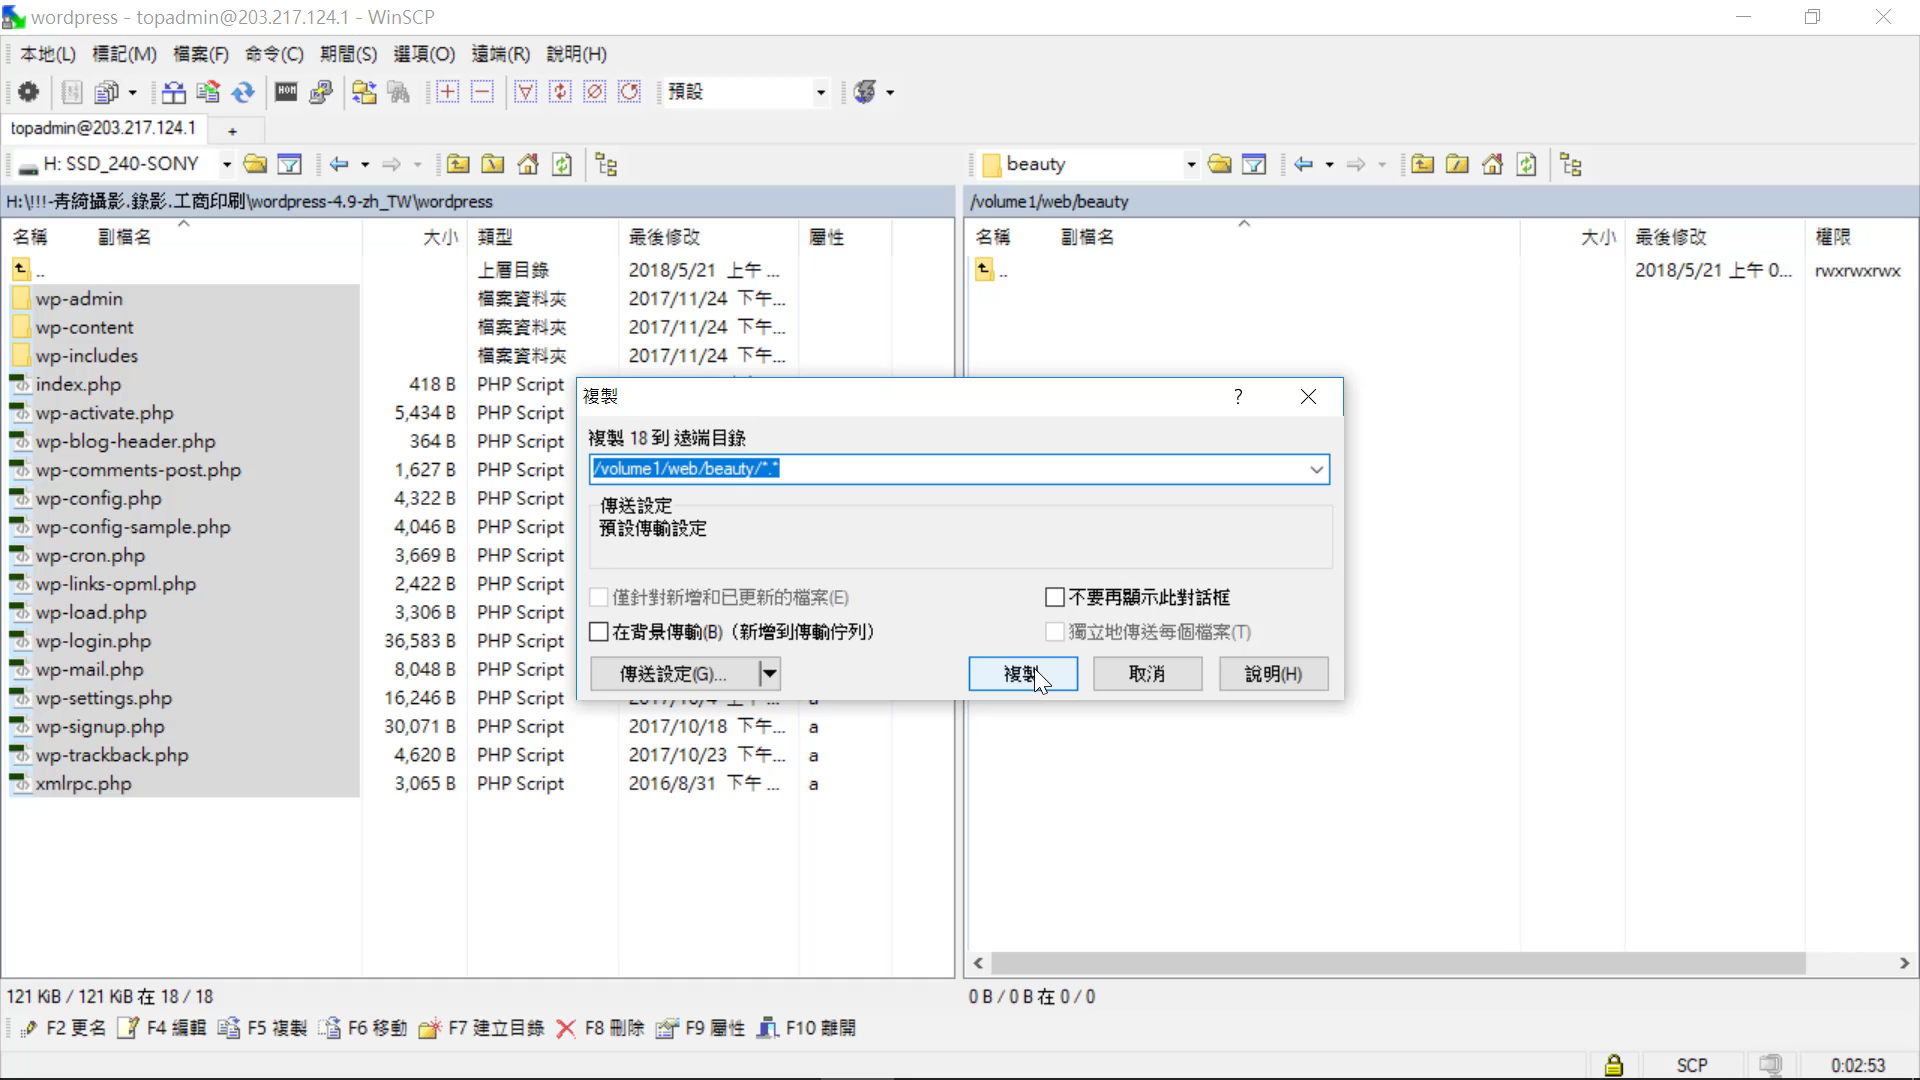 wordpress - topadmin@203.217.124.1 - WinSCP
本地(L) 標記(M) 檔案(F) 命令(C) 期間(S) 選項(O) 遠端(R) 說明(H)
預設
topadmin@203.217.124.1 +
H: SSD_240-SONY
beauty
H:\!!!-青綺攝影.錄影.工商印刷\wordpress-4.9-zh_TW\wordpress
/volume1/web/beauty
名稱 副檔名 大小 類型 最後修改 屬性
名稱 副檔名 大小 最後修改 權限
.. 上層目錄 2018/5/21 上午 ...
.. 2018/5/21 上午 0... rwxrwxrwx
wp-admin 檔案資料夾 2017/11/24 下午...
wp-content 檔案資料夾 2017/11/24 下午...
wp-includes 檔案資料夾 2017/11/24 下午...
index.php 418 B PHP Script
wp-activate.php 5,434 B PHP Script
wp-blog-header.php 364 B PHP Script
wp-comments-post.php 1,627 B PHP Script
wp-config.php 4,322 B PHP Script
wp-config-sample.php 4,046 B PHP Script
wp-cron.php 3,669 B PHP Script
wp-links-opml.php 2,422 B PHP Script
wp-load.php 3,306 B PHP Script
wp-login.php 36,583 B PHP Script
wp-mail.php 8,048 B PHP Script
wp-settings.php 16,246 B PHP Script
wp-signup.php 30,071 B PHP Script 2017/10/18 下午... a
wp-trackback.php 4,620 B PHP Script 2017/10/23 下午... a
xmlrpc.php 3,065 B PHP Script 2016/8/31 下午 ... a
複製 ?
複製 18 到 遠端目錄
/volume1/web/beauty/*.*
傳送設定
預設傳輸設定
僅針對新增和已更新的檔案(E) 不要再顯示此對話框
在背景傳輸(B)（新增到傳輸佇列） 獨立地傳送每個檔案(T)
傳送設定(G)... 複製 取消 說明(H)
121 KiB / 121 KiB 在 18 / 18
0 B / 0 B 在 0 / 0
F2 更名 F4 編輯 F5 複製 F6 移動 F7 建立目錄 F8 刪除 F9 屬性 F10 離開
SCP 0:02:53